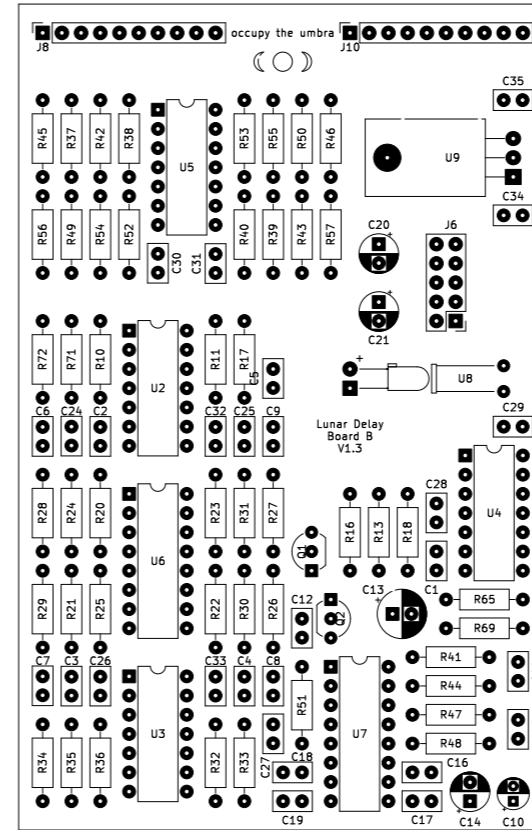 occupy the umbra
J8
J10
C35
R45
R37
R42
R38
U5
R53
R55
R50
R46
U9
C34
R56
R49
R54
R52
C30
C31
R40
R39
R43
R57
C20
+
J6
+
C21
R72
R71
R10
U2
R11
R17
C5
+
U8
C6
C24
C2
C32
C25
C9
Lunar Delay
Board B
V1.3
C29
R28
R24
R20
U6
R23
R31
R27
R16
R13
R18
C28
U4
Q1
C1
R29
R21
R25
R22
R30
R26
C12
Q2
C13
+
R65
R69
C7
C3
C26
C33
C4
C8
R41
R51
R44
U3
U7
R34
R35
R36
R32
R33
C27
R47
R48
C18
C16
C19
C17
+
C14
+
C10